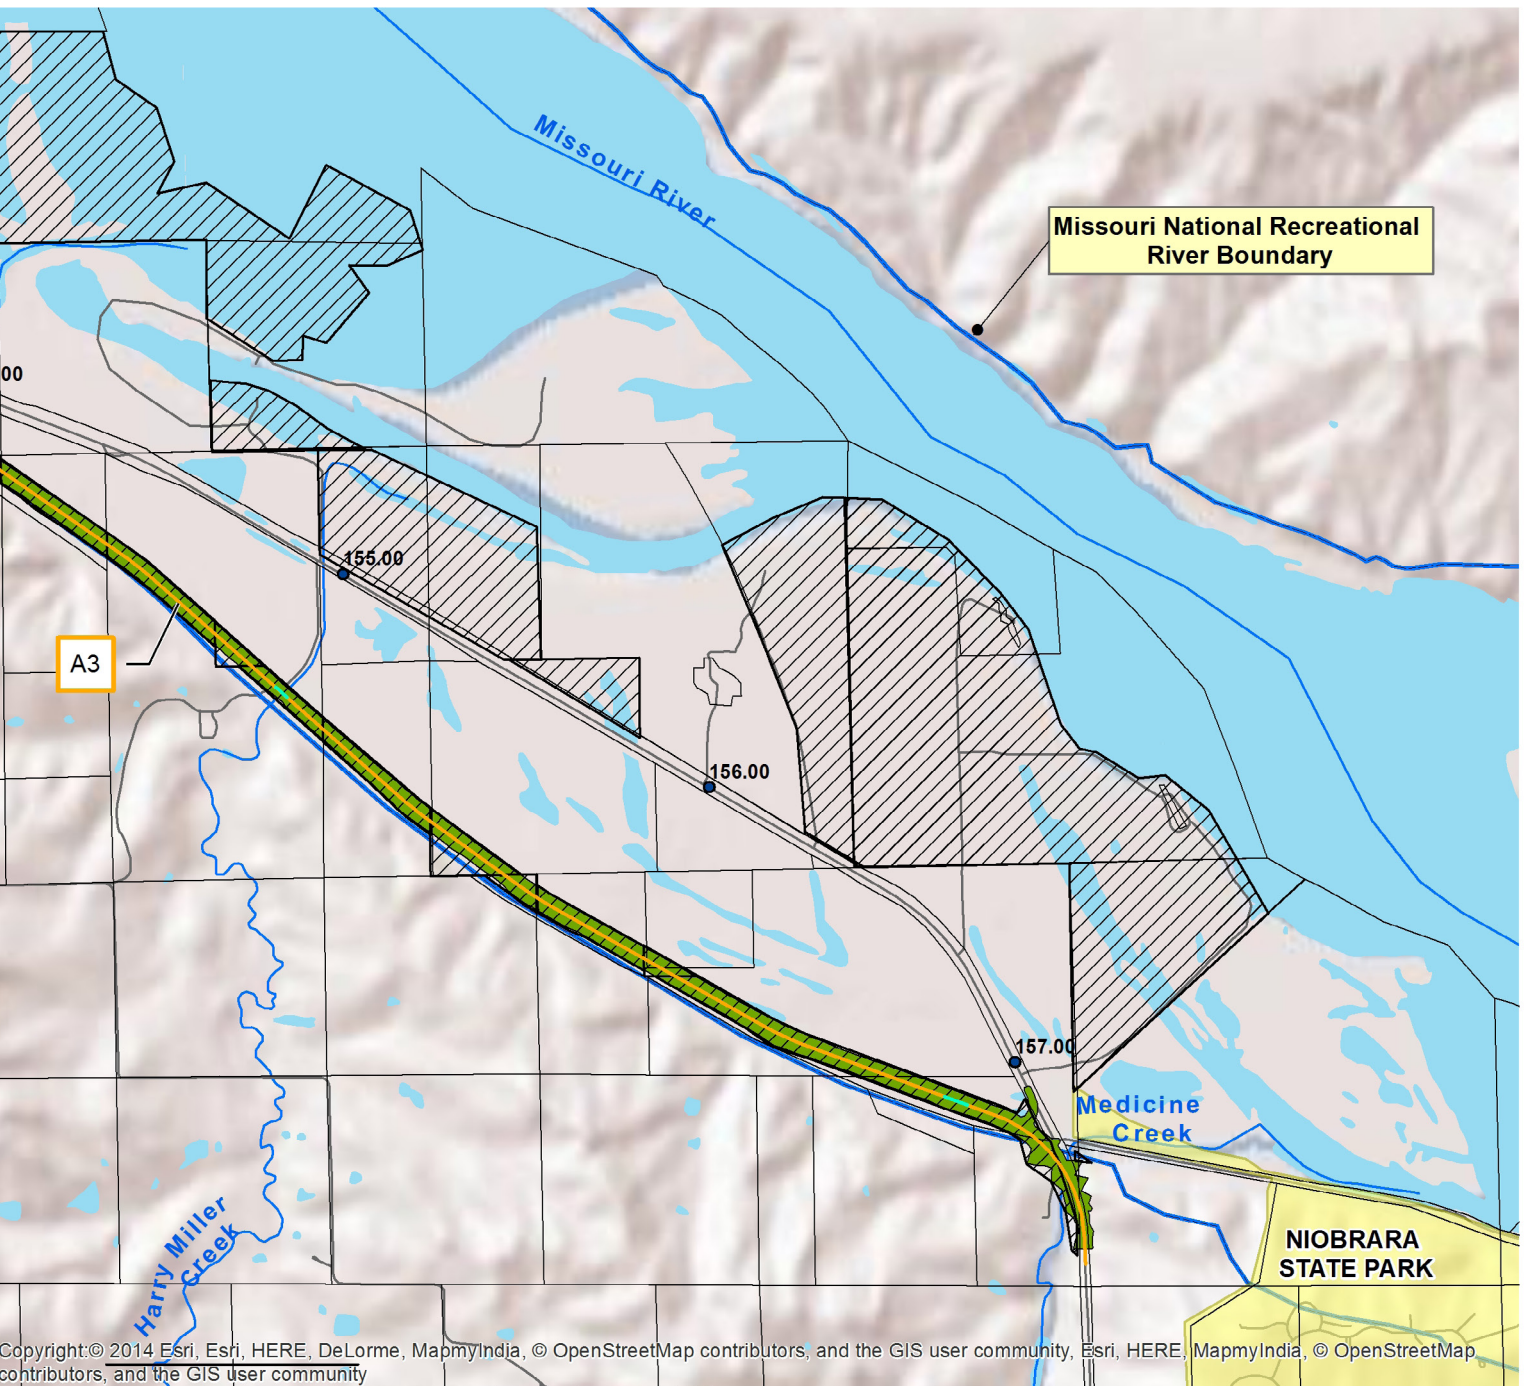 Missouri River
Missouri National Recreational
River Boundary
00
155.00
A3
156.00
157.00
Medicine
Creek
Harry Miller
Creek
NIOBRARA
STATE PARK
Copyright:© 2014 Esri, Esri, HERE, DeLorme, MapmyIndia, © OpenStreetMap contributors, and the GIS user community, Esri, HERE, MapmyIndia, © OpenStreetMap
contributors, and the GIS user community